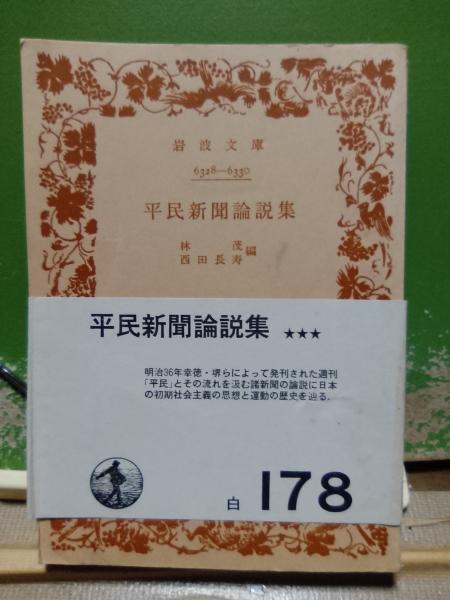 岩波文庫
6328—6330
平民新聞論説集
林茂
西田長寿
編
平民新聞論説集 ★★★
明治36年幸徳・堺らによって発刊された週刊
「平民」とその流れを汲む諸新聞の論説に日本
の初期社会主義の思想と運動の歴史を辿る.
白 178